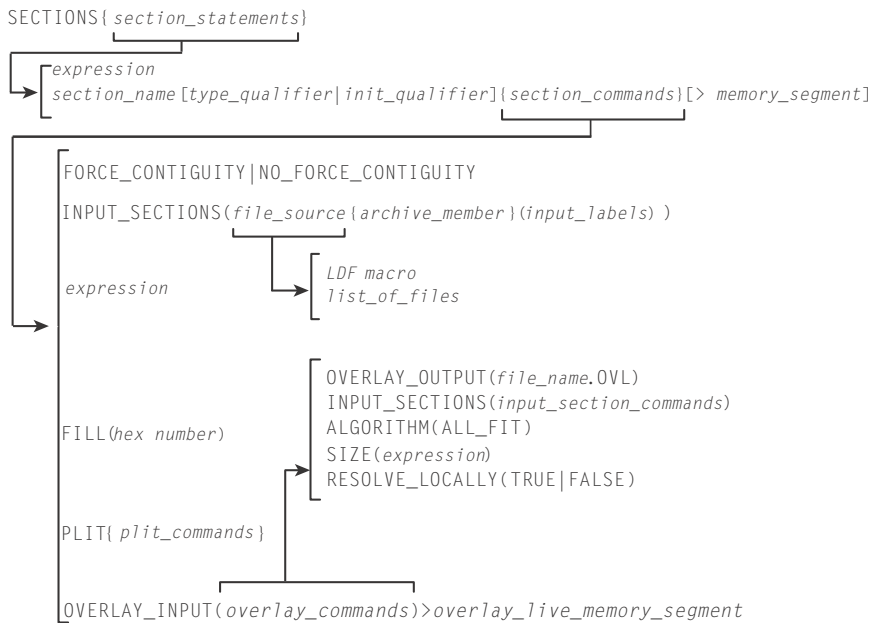 SECTIONS{section_statements}
expression
section_name[type_qualifier|init_qualifier]{section_commands}[> memory_segment]
FORCE_CONTIGUITY|NO_FORCE_CONTIGUITY
INPUT_SECTIONS(file_source{archive_member}(input_labels) )
LDF macro
list_of_files
expression
OVERLAY_OUTPUT(file_name.OVL)
INPUT_SECTIONS(input_section_commands)
ALGORITHM(ALL_FIT)
SIZE(expression)
RESOLVE_LOCALLY(TRUE|FALSE)
FILL(hex number)
PLIT{plit_commands}
OVERLAY_INPUT(overlay_commands)>overlay_live_memory_segment